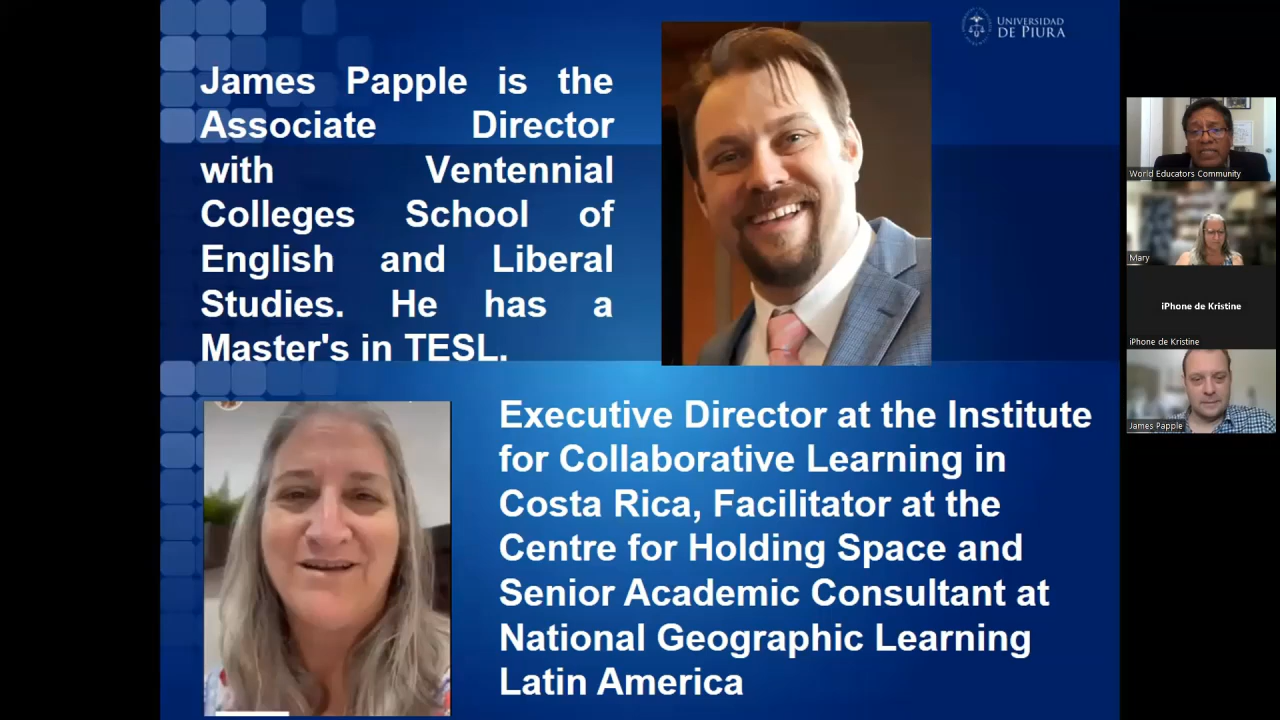 UNIVERSIDAD
DE PIURA
James Papple is the
Associate Director
with Ventennial
Colleges School of
English and Liberal
Studies. He has a
Master's in TESL.
Executive Director at the Institute
for Collaborative Learning in
Costa Rica, Facilitator at the
Centre for Holding Space and
Senior Academic Consultant at
National Geographic Learning
Latin America
World Educators Community
Mary
iPhone de Kristine
iPhone de Kristine
James Papple